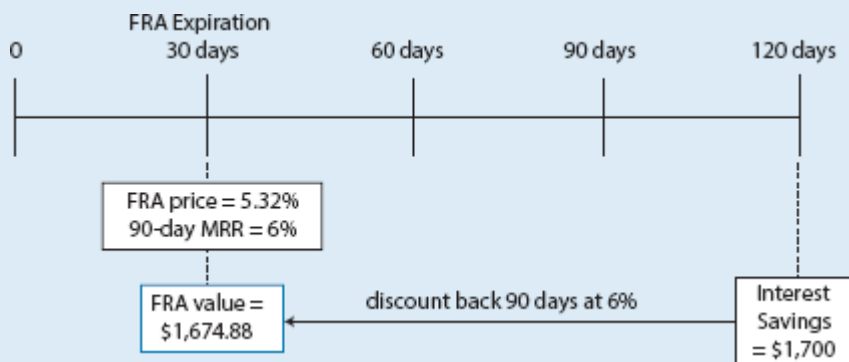 FRA Expiration
0 30 days 60 days 90 days 120 days
FRA price = 5.32%
90-day MRR = 6%
FRA value =
$1,674.88
discount back 90 days at 6%
Interest
Savings
= $1,700